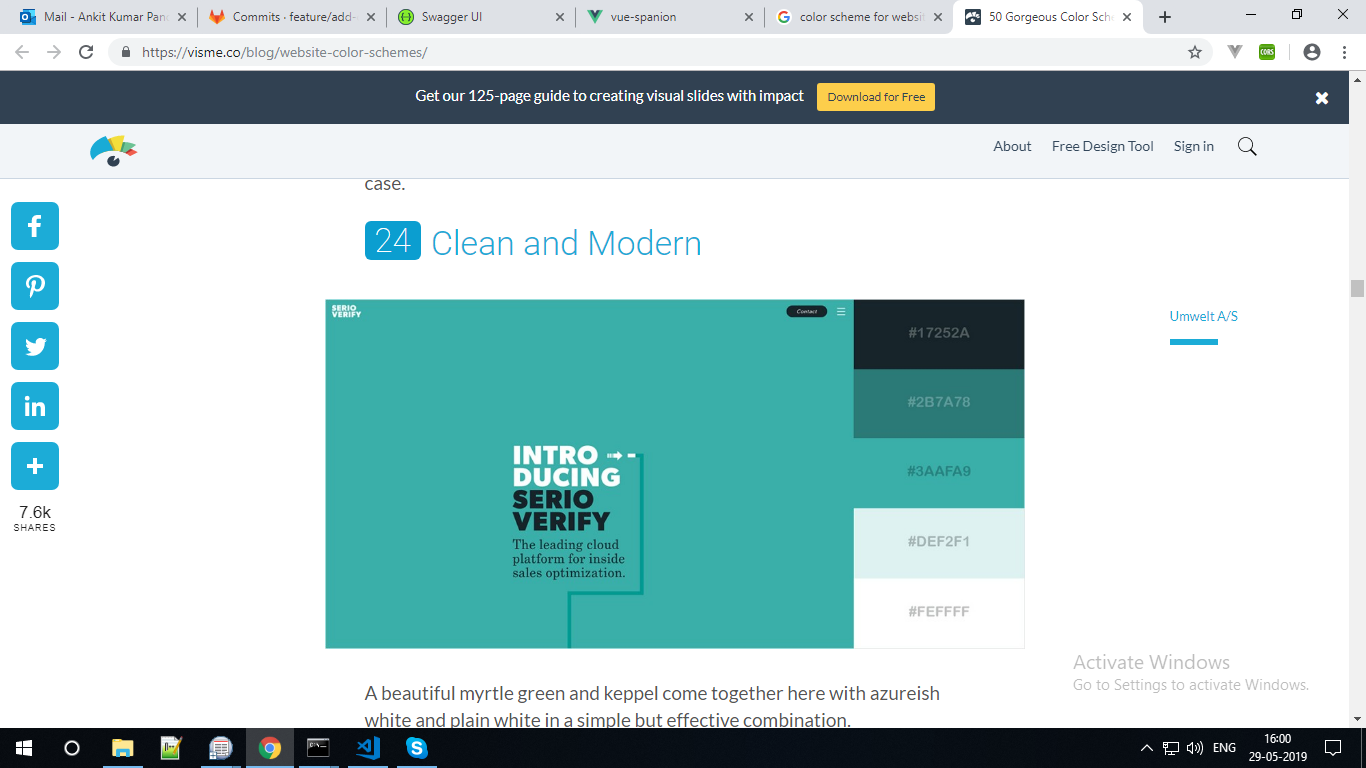 Mail - Ankit Kumar Pan
Commits · feature/add-
Swagger UI
vue-spanion
color scheme for websit
50 Gorgeous Color Sche
https://visme.co/blog/website-color-schemes/
CORS
Get our 125-page guide to creating visual slides with impact
Download for Free
About
Free Design Tool
Sign in
case.
24 Clean and Modern
7.6k
SHARES
SERIO
VERIFY
Contact
INTRO
DUCING
SERIO
VERIFY
The leading cloud
platform for inside
sales optimization.
#17252A
#2B7A78
#3AAFA9
#DEF2F1
#FEFFFF
Umwelt A/S
A beautiful myrtle green and keppel come together here with azureish
white and plain white in a simple but effective combination.
Activate Windows
Go to Settings to activate Windows.
ENG
16:00
29-05-2019